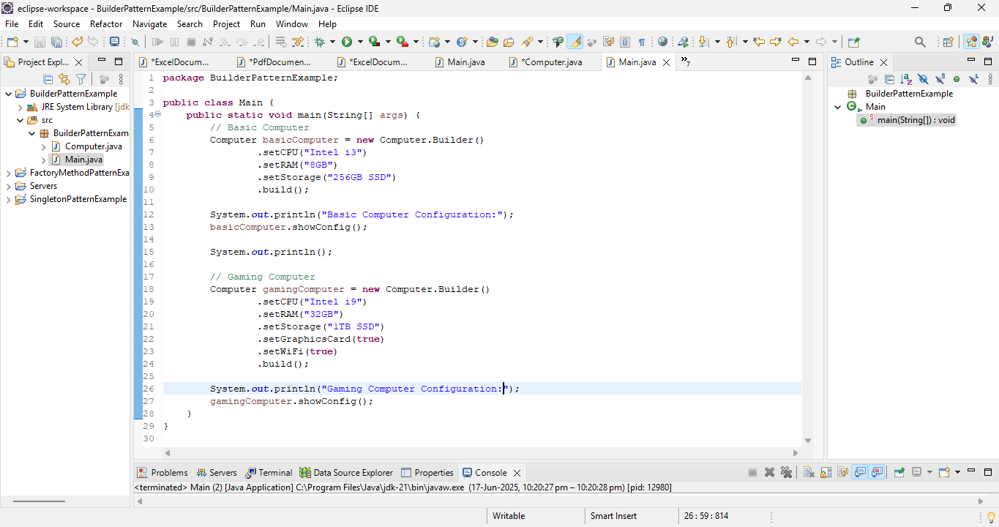 eclipse-workspace - BuilderPatternExample/src/BuilderPatternExample/Main.java - Eclipse IDE
File Edit Source Refactor Navigate Search Project Run Window Help
Project Expl...
*ExcelDocum... *PdfDocumen... *ExcelDocum... Main.java *Computer.java Main.java »7
Outline
BuilderPatternExample
JRE System Library [jdk
src
BuilderPatternExam
Computer.java
Main.java
FactoryMethodPatternExa
Servers
SingletonPatternExample
1 package BuilderPatternExample;
2
3 public class Main {
4 public static void main(String[] args) {
5 // Basic Computer
6 Computer basicComputer = new Computer.Builder()
7 .setCPU("Intel i3")
8 .setRAM("8GB")
9 .setStorage("256GB SSD")
10 .build();
11
12 System.out.println("Basic Computer Configuration:");
13 basicComputer.showConfig();
14
15 System.out.println();
16
17 // Gaming Computer
18 Computer gamingComputer = new Computer.Builder()
19 .setCPU("Intel i9")
20 .setRAM("32GB")
21 .setStorage("1TB SSD")
22 .setGraphicsCard(true)
23 .setWiFi(true)
24 .build();
25
26 System.out.println("Gaming Computer Configuration:");
27 gamingComputer.showConfig();
28 }
29 }
30
BuilderPatternExample
Main
main(String[]) : void
Problems Servers Terminal Data Source Explorer Properties Console
<terminated> Main (2) [Java Application] C:\Program Files\Java\jdk-21\bin\javaw.exe (17-Jun-2025, 10:20:27 pm – 10:20:28 pm) [pid: 12980]
Writable Smart Insert 26 : 59 : 814